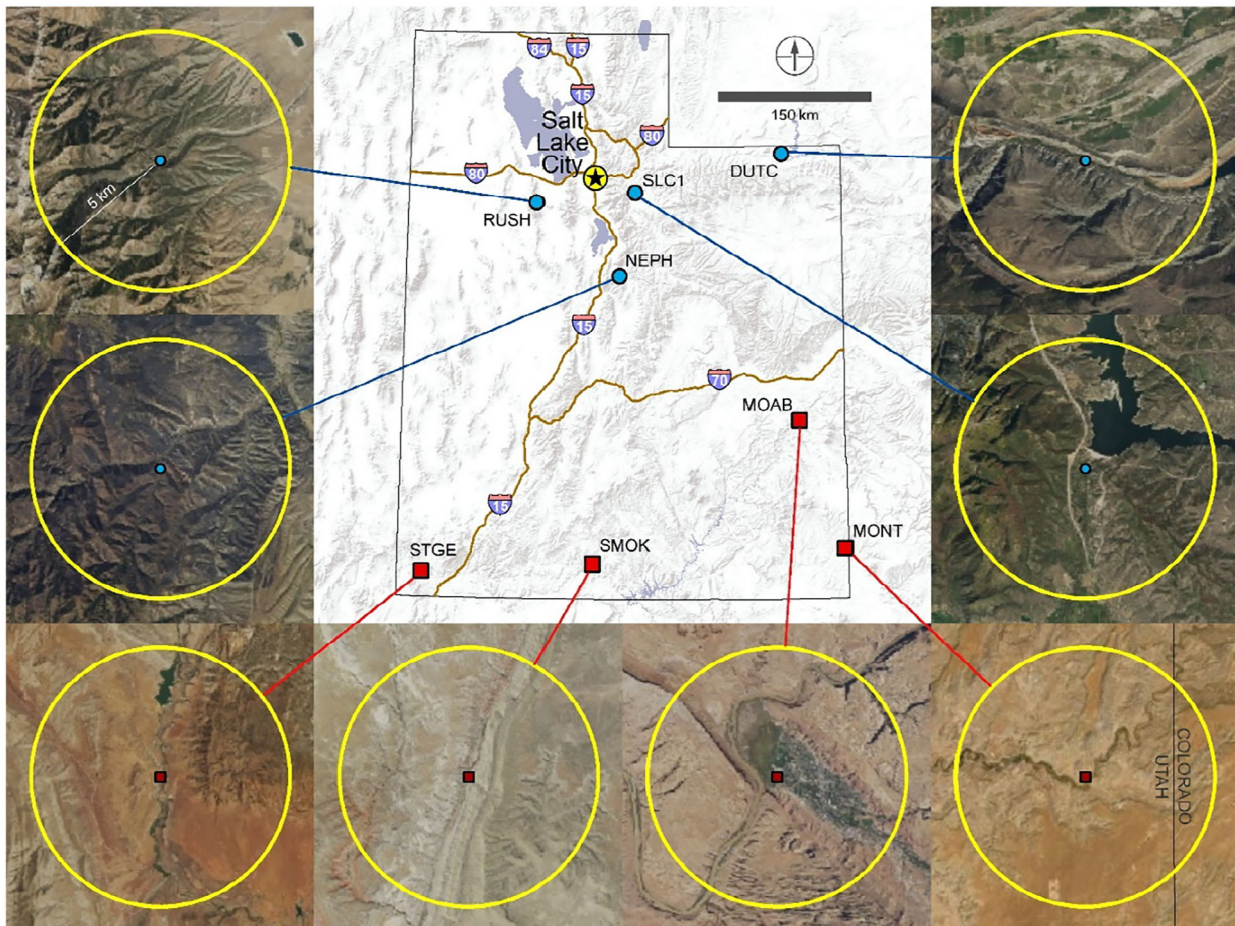 84
15
15
150 km
Salt
Lake
City
80
80
SLC1
DUTC
RUSH
5 km
NEPH
15
70
MOAB
15
MONT
STGE
SMOK
COLORADO
UTAH